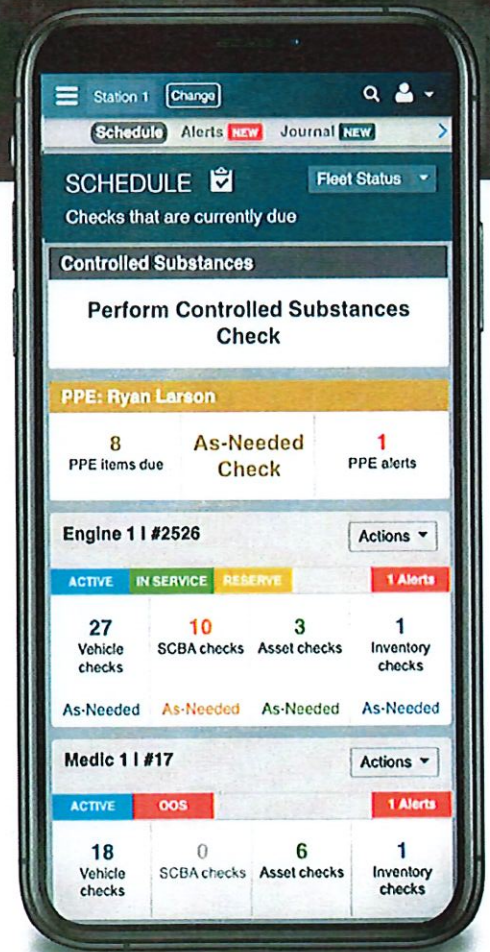 Station 1 Change
Schedule Alerts NEW Journal NEW
SCHEDULE Fleet Status
Checks that are currently due
Controlled Substances
Perform Controlled Substances
Check
PPE: Ryan Larson
8 As-Needed 1
PPE items due Check PPE alerts
Engine 1 | #2526 Actions
ACTIVE IN SERVICE RESERVE 1 Alerts
27 10 3 1
Vehicle checks SCBA checks Asset checks Inventory checks
As-Needed As-Needed As-Needed As-Needed
Medic 1 | #17 Actions
ACTIVE OOS 1 Alerts
18 0 6 1
Vehicle checks SCBA checks Asset checks Inventory checks